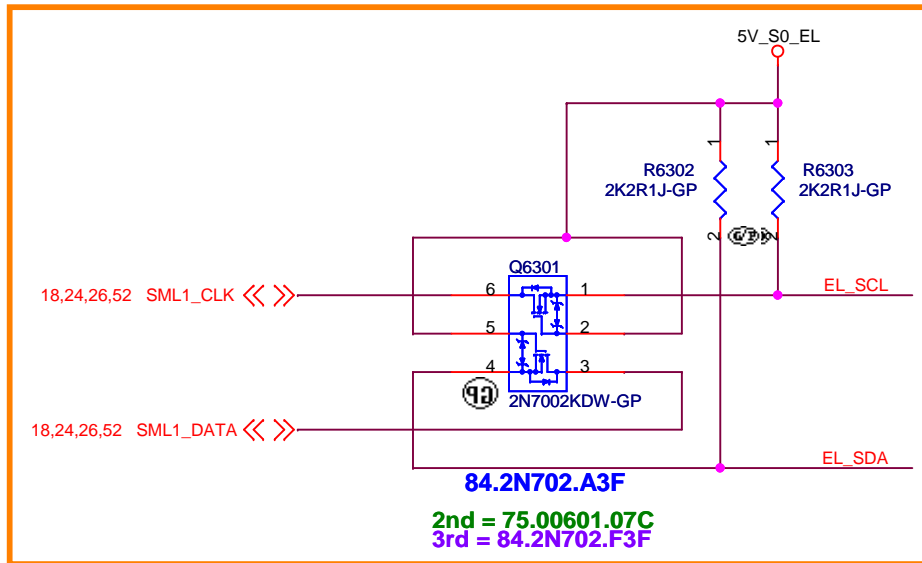 5V_S0_EL
1
1
R6302
2K2R1J-GP
R6303
2K2R1J-GP
2
2
Q6301
18,24,26,52 SML1_CLK
6
1
EL_SCL
5
2
4
3
GP
2N7002KDW-GP
18,24,26,52 SML1_DATA
EL_SDA
84.2N702.A3F
2nd = 75.00601.07C
3rd = 84.2N702.F3F